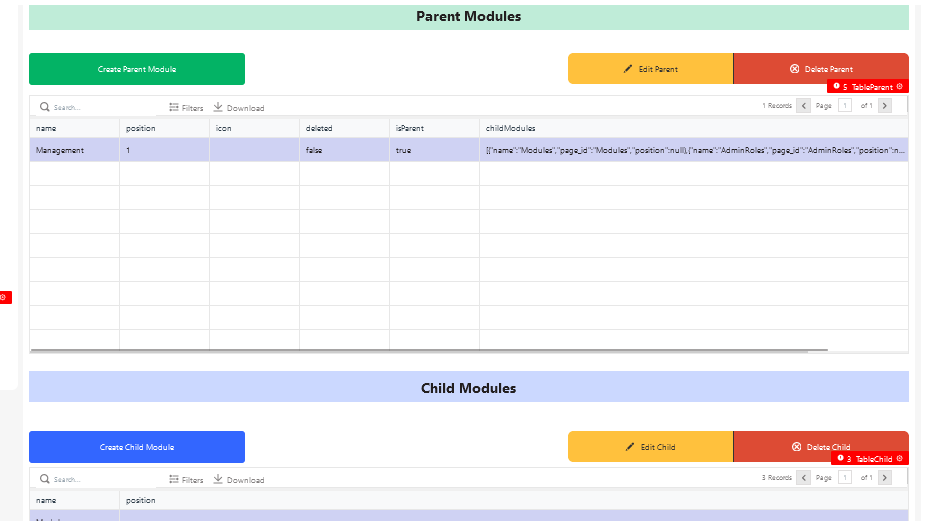 Parent Modules
Create Parent Module
Edit Parent
Delete Parent
5 TableParent
Search...
Filters
Download
1 Records
Page
1
of 1
name position icon deleted isParent childModules
Management 1 false true [{"name":"Modules","page_id":"Modules","position":null},{"name":"AdminRoles","page_id":"AdminRoles","position":n...
Child Modules
Create Child Module
Edit Child
Delete Child
3 TableChild
Search...
Filters
Download
3 Records
Page
1
of 1
name position